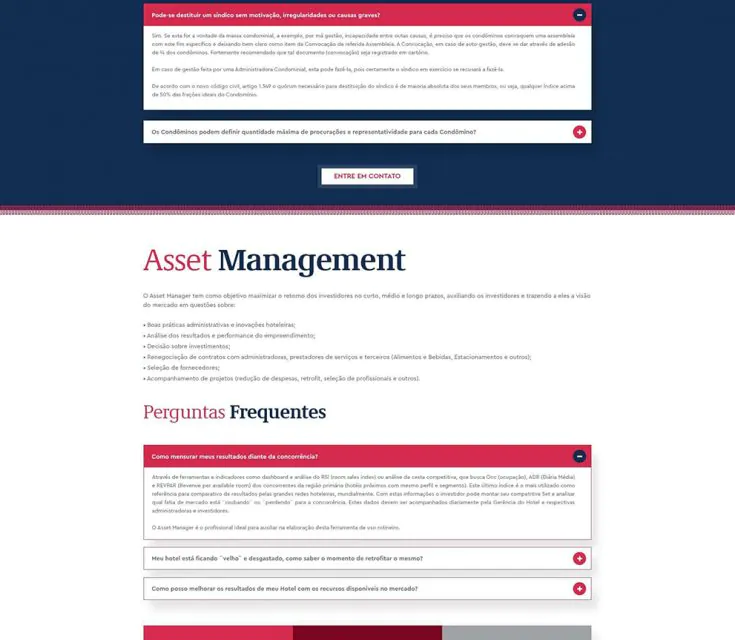 Pode-se destituir um síndico sem motivação, irregularidades ou causas graves?
Sim. Se esta for a vontade da massa condominial, a exemplo, por má gestão, incapacidade entre outras causas, é preciso que os condôminos convoquem uma assembleia
com este fim específico e deixando bem claro como item da Convocação da referida Assembleia. A Convocação, em caso de auto-gestão, deve se dar através de adesão
de ¼ dos condôminos. Fortemente recomendado que tal documento (convocação) seja registrado em cartório.
Em caso de gestão feita por uma Administradora Condominial, esta pode fazê-la, pois certamente o síndico em exercício se recusará a fazê-la.
De acordo com o novo código civil, artigo 1.349 o quórum necessário para destituição do síndico é de maioria absoluta dos seus membros, ou seja, qualquer índice acima
de 50% das frações ideais do Condomínio.
Os Condôminos podem definir quantidade máxima de procurações e representatividade para cada Condômino?
ENTRE EM CONTATO
Asset Management
O Asset Manager tem como objetivo maximizar o retorno dos investidores no curto, médio e longo prazos, auxiliando os investidores e trazendo a eles a visão
do mercado em questões sobre:
• Boas práticas administrativas e inovações hoteleiras;
• Análise dos resultados e performance do empreendimento;
• Decisão sobre investimentos;
• Renegociação de contratos com administradoras, prestadores de serviços e terceiros (Alimentos e Bebidas, Estacionamentos e outros);
• Seleção de fornecedores;
• Acompanhamento de projetos (redução de despesas, retrofit, seleção de profissionais e outros).
Perguntas Frequentes
Como mensurar meus resultados diante da concorrência?
Através de ferramentas e indicadores como dashboard e análise do RSI (room sales index) ou análise da cesta competitiva, que busca Occ (ocupação), ADR (Diária Média)
e REVPAR (Revenue per available room) dos concorrentes da região primária (hotéis próximos com mesmo perfil e segmento). Este último índice é o mais utilizado como
referência para comparativo de resultados pelas grandes redes hoteleiras, mundialmente. Com estas informações o investidor pode montar seu competitive Set e analisar
qual fatia de mercado está ¨roubando¨ ou ¨perdendo¨ para a concorrência. Estes dados devem ser acompanhados diariamente pela Gerência do Hotel e respectivas
administradoras e investidores.
O Asset Manager é o profissional ideal para auxiliar na elaboração desta ferramenta de uso rotineiro.
Meu hotel está ficando ¨velho¨ e desgastado, como saber o momento de retrofitar o mesmo?
Como posso melhorar os resultados de meu Hotel com os recursos disponíveis no mercado?